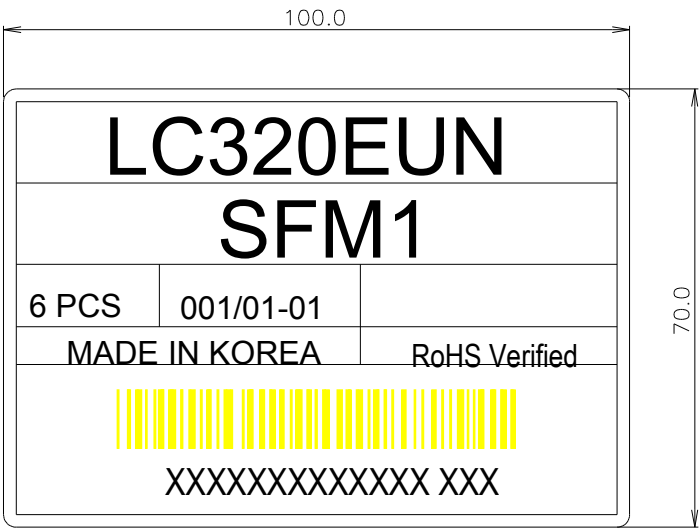 100.0
LC320EUN
SFM1
6 PCS 001/01-01
MADE IN KOREA RoHS Verified
XXXXXXXXXXXXX XXX
70.0